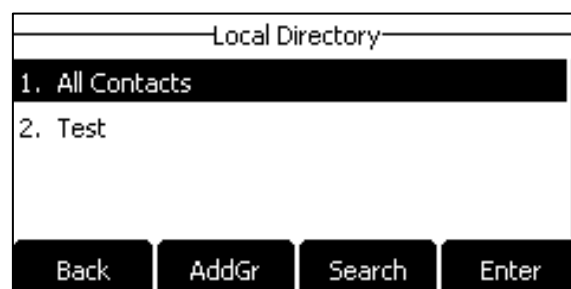 Local Directory
1. All Contacts
2. Test
Back AddGr Search Enter